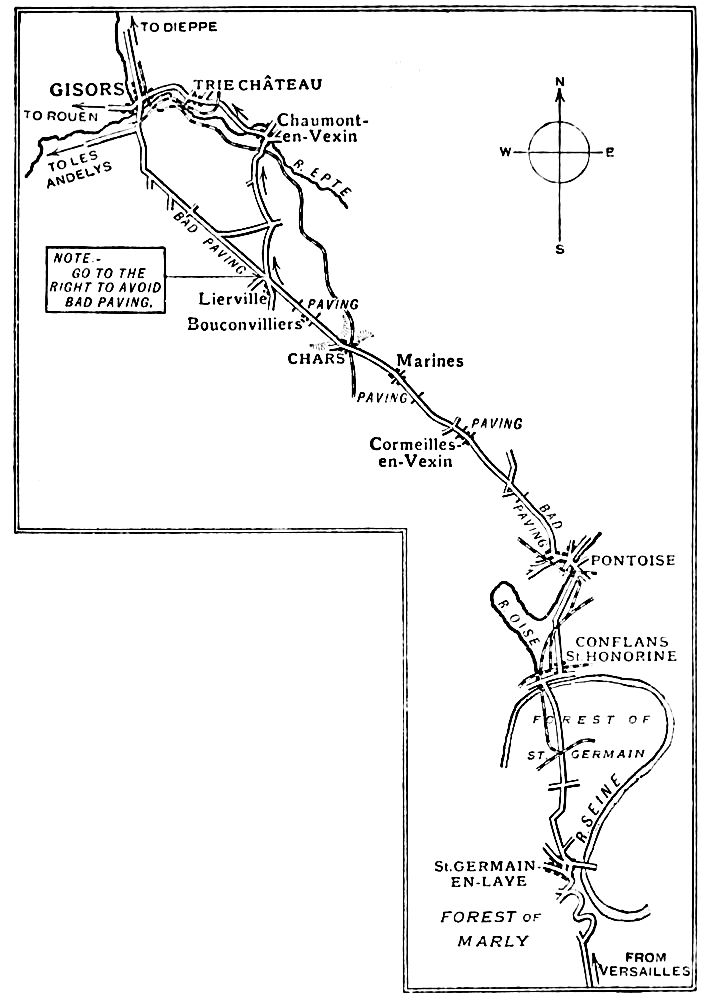 TO DIEPPE
GISORS
TRIE CHÂTEAU
TO ROUEN
Chaumont-
en-Vexin
TO LES
ANDELYS
R. EPTE
N
W
E
S
BAD PAVING
NOTE.-
GO TO THE
RIGHT TO AVOID
BAD PAVING.
Lierville
PAVING
Bouconvilliers
CHARS
Marines
PAVING
PAVING
Cormeilles-
en-Vexin
BAD
PAVING
PONTOISE
R. OISE
CONFLANS
St HONORINE
FOREST OF
ST GERMAIN
R. SEINE
St. GERMAIN-
EN-LAYE
FOREST OF
MARLY
FROM
VERSAILLES